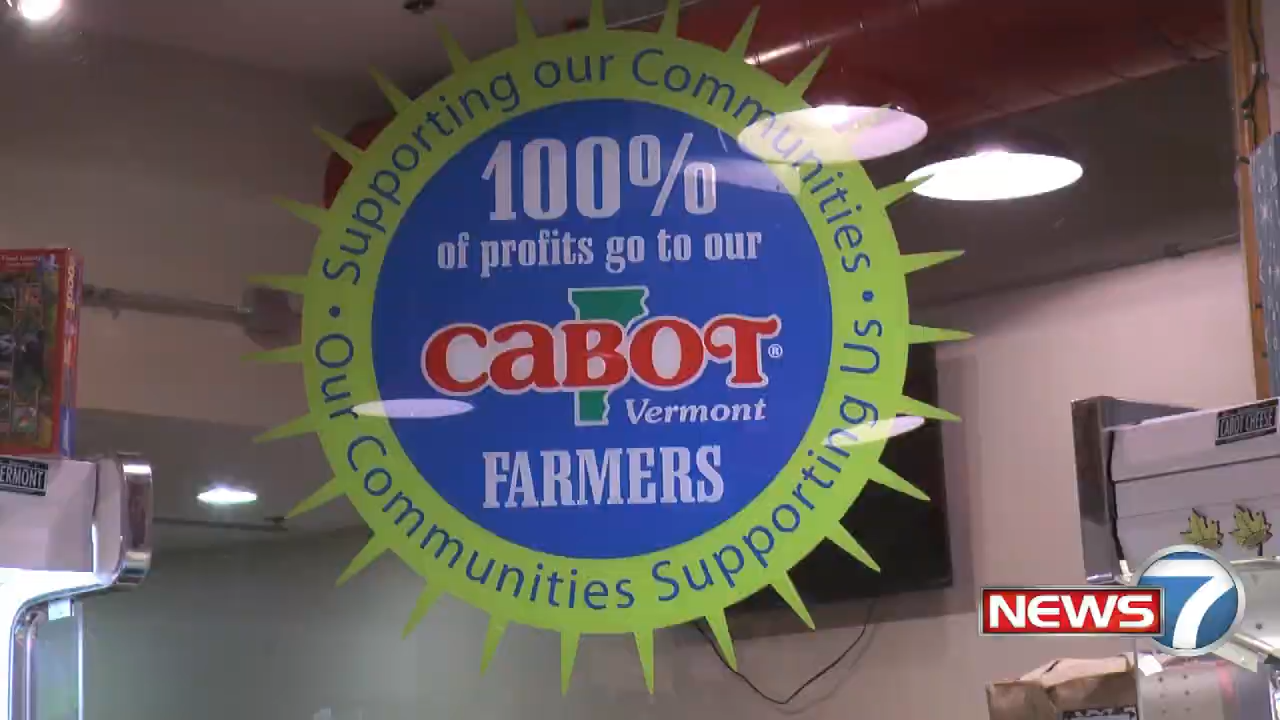 Supporting our Communities • Our Communities Supporting Us •
100%
of profits go to our
CABOT®
Vermont
FARMERS
VERMONT
CABOT CHEESE
NEWS 7